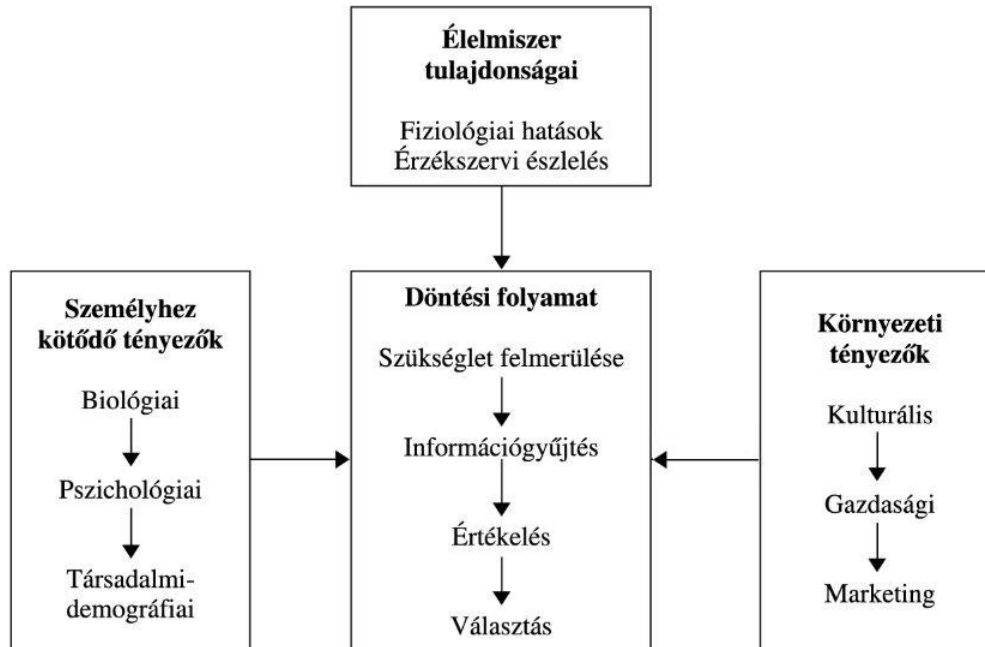 Élelmiszer
tulajdonságai
Fiziológiai hatások
Érzékszervi észlelés
Személyhez
kötődő tényezők
Biológiai
Pszichológiai
Társadalmi-
demográfiai
Döntési folyamat
Szükséglet felmerülése
Információgyűjtés
Értékelés
Választás
Környezeti
tényezők
Kulturális
Gazdasági
Marketing